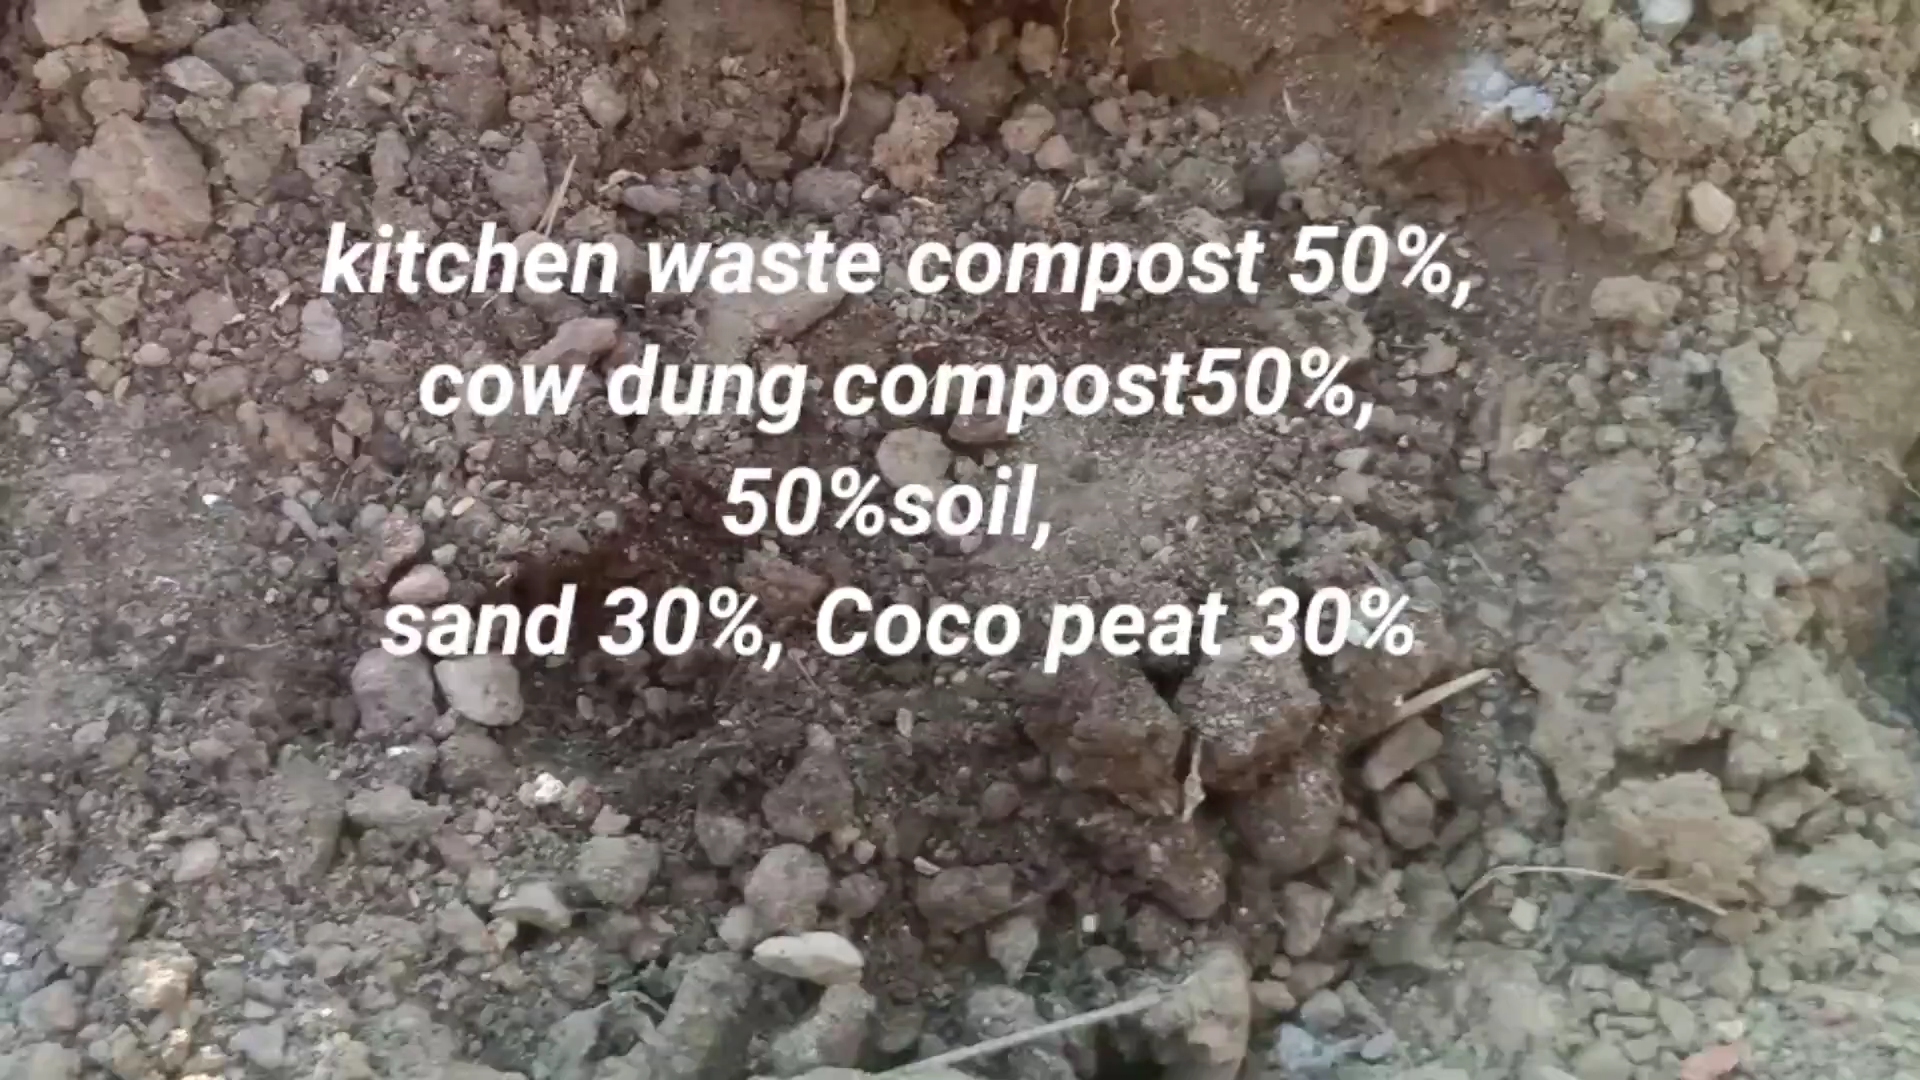 kitchen waste compost 50%,
cow dung compost50%,
50%soil,
sand 30%, Coco peat 30%